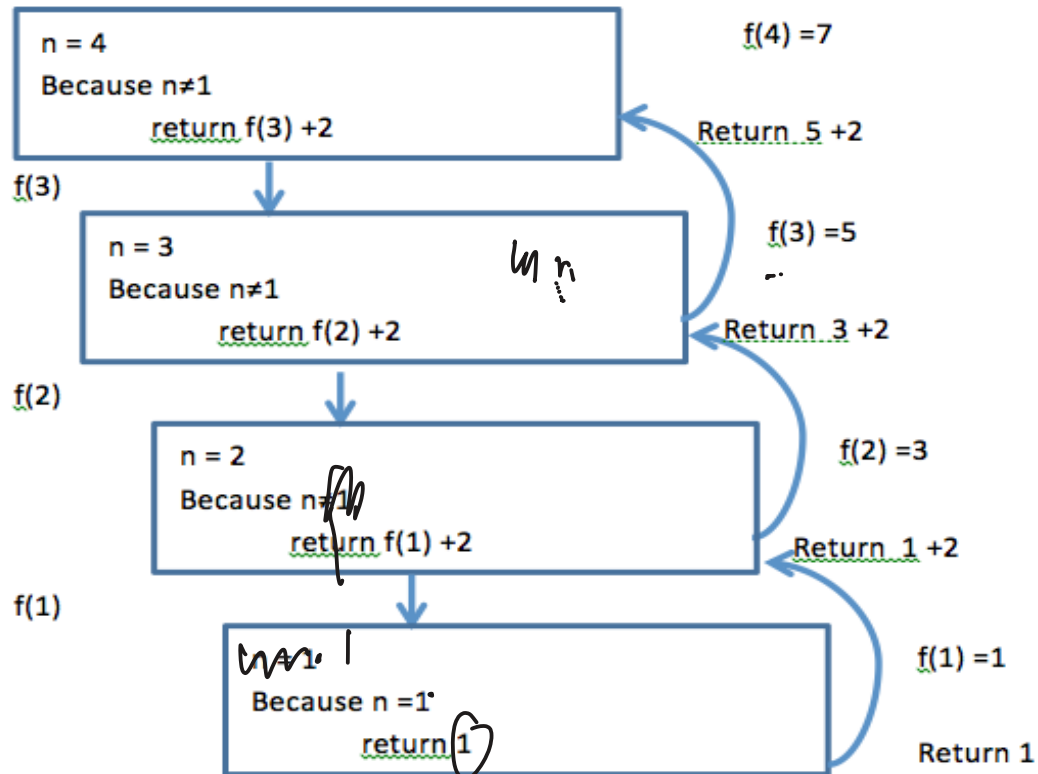 n = 4
f(4) =7
Because n≠1
return f(3) +2
Return 5 +2
f(3)
n = 3
f(3) =5
Because n≠1
return f(2) +2
Return 3 +2
f(2)
n = 2
f(2) =3
Because n≠1
return f(1) +2
Return 1 +2
f(1)
n = 1
f(1) =1
Because n =1
return 1
Return 1